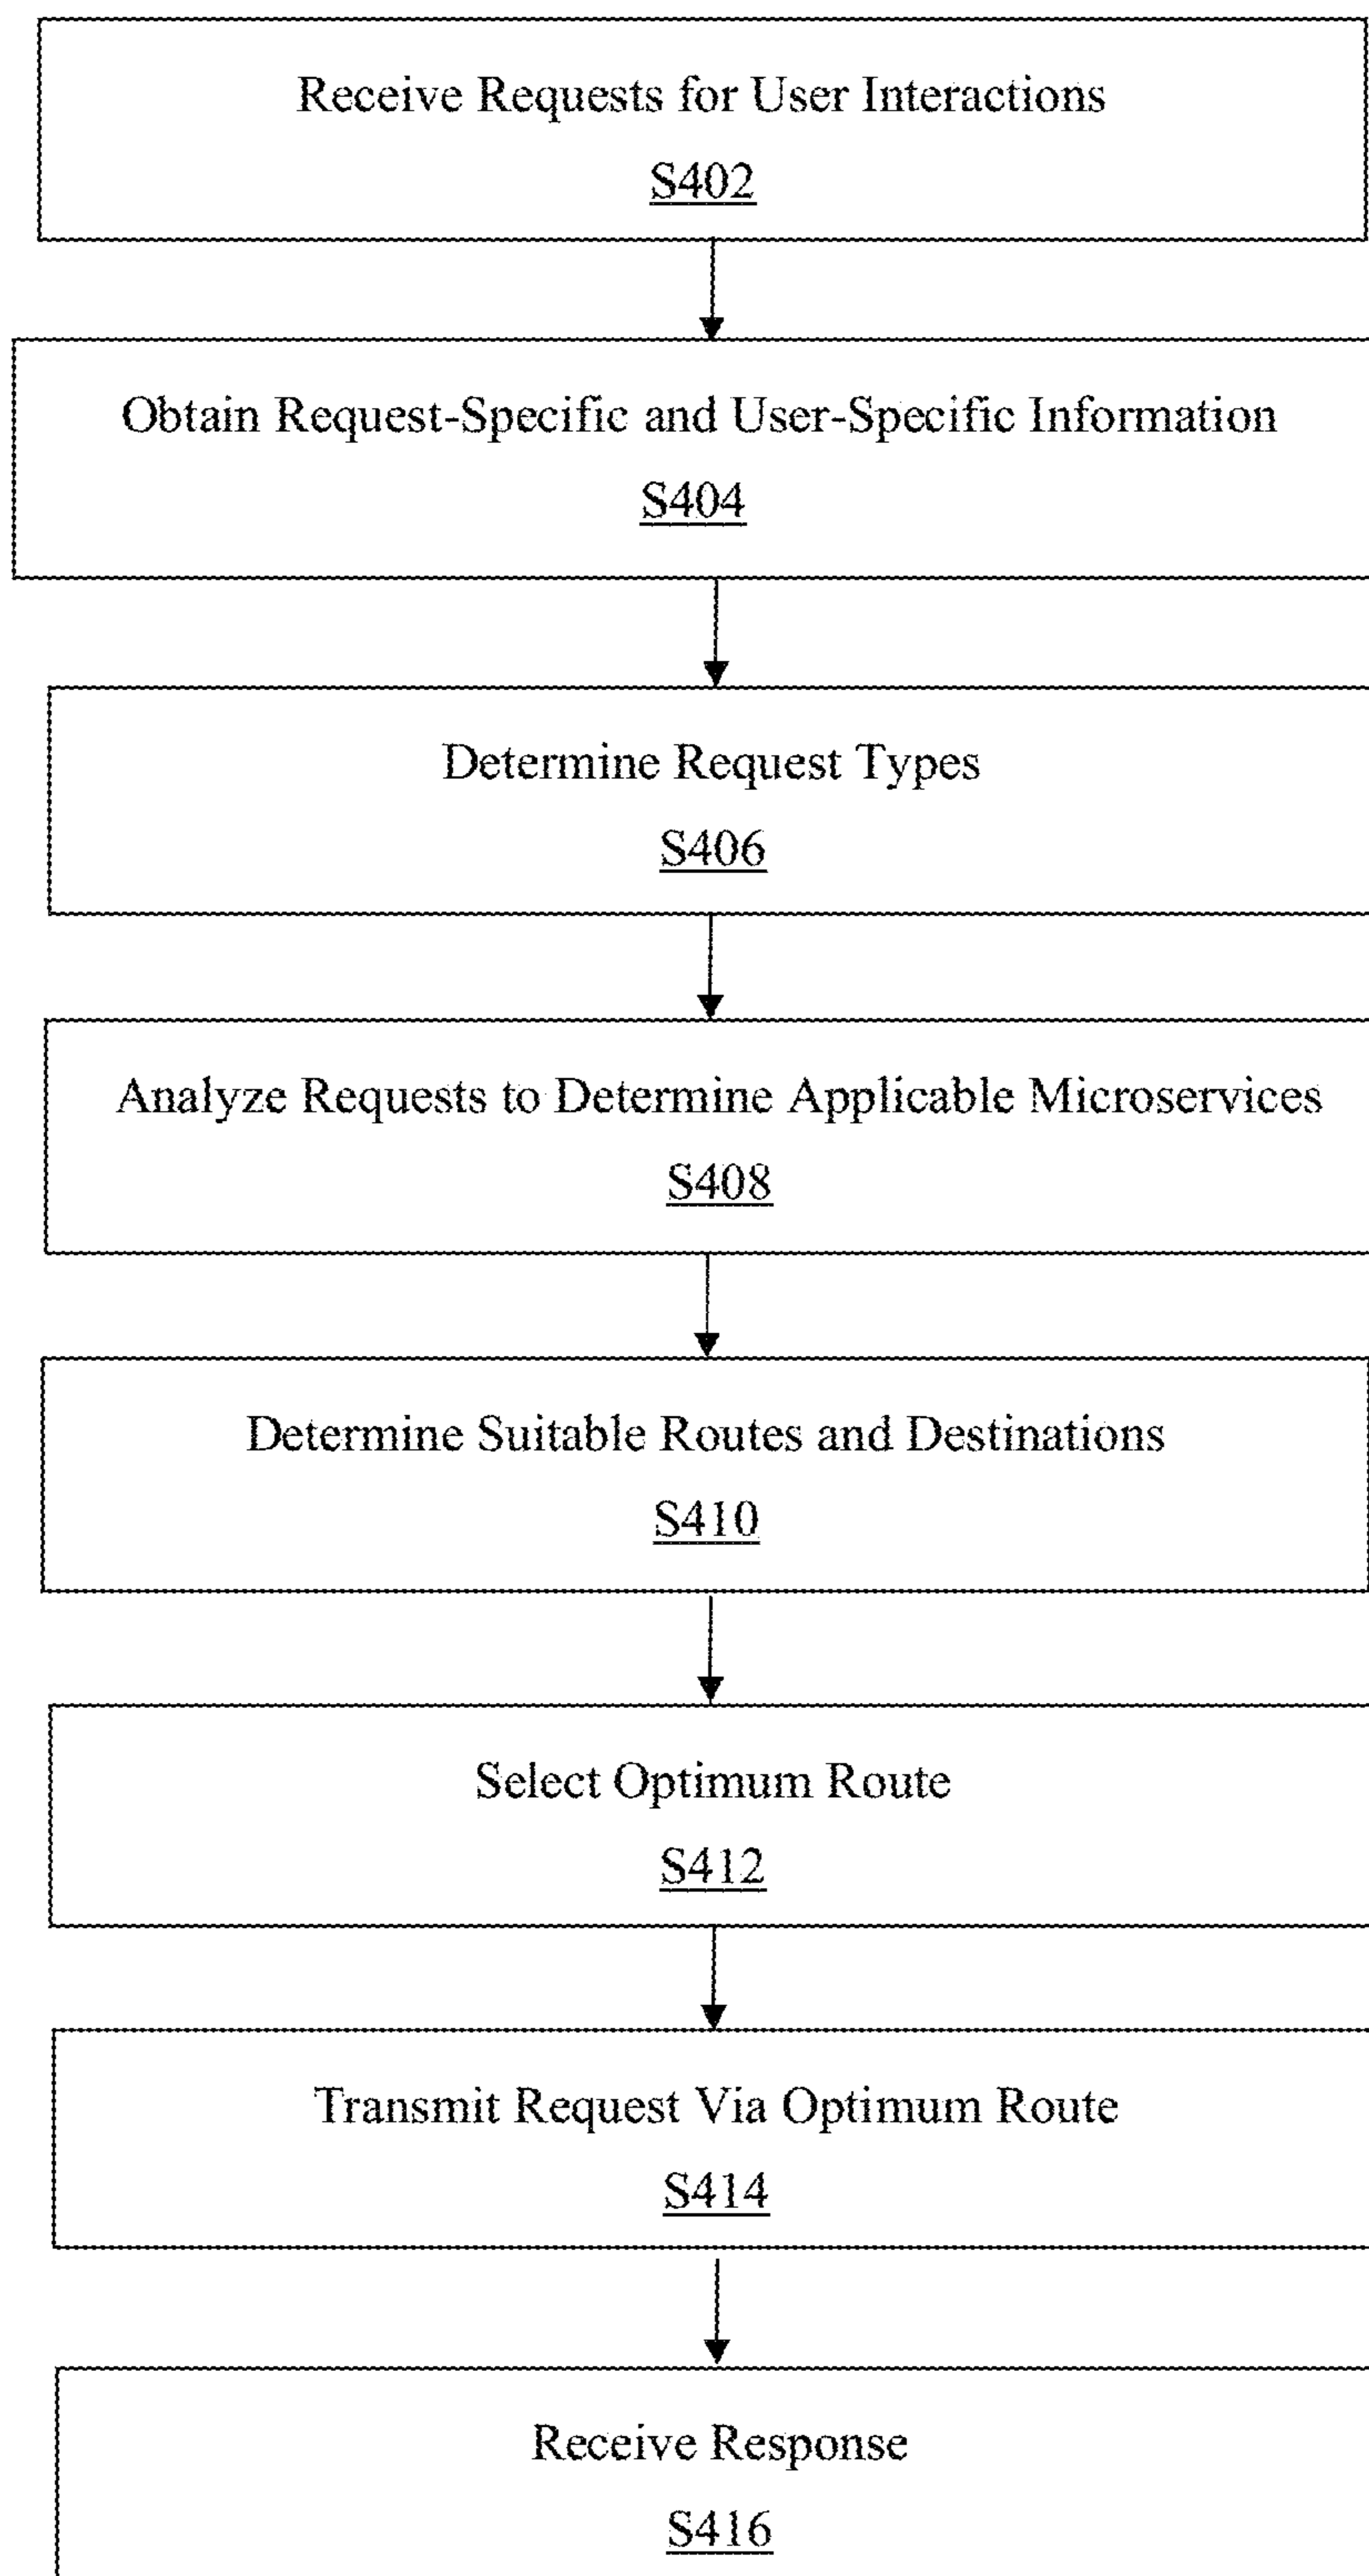 Receive Requests for User Interactions
S402
Obtain Request-Specific and User-Specific Information
S404
Determine Request Types
S406
Analyze Requests to Determine Applicable Microservices
S408
Determine Suitable Routes and Destinations
S410
Select Optimum Route
S412
Transmit Request Via Optimum Route
S414
Receive Response
S416